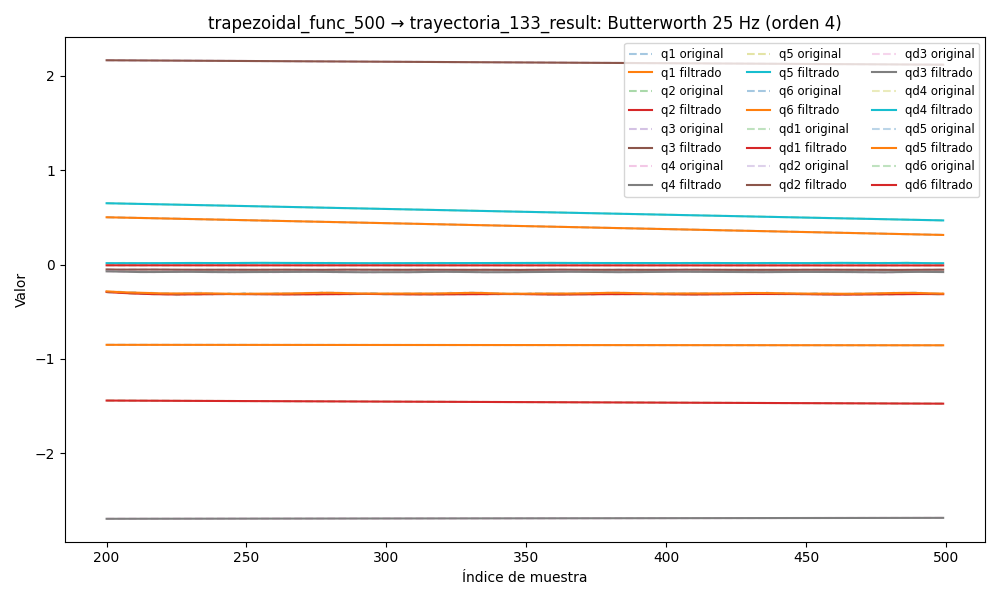 trapezoidal_func_500 → trayectoria_133_result: Butterworth 25 Hz (orden 4)
q1 original
q1 filtrado
q2 original
q2 filtrado
q3 original
q3 filtrado
q4 original
q4 filtrado
q5 original
q5 filtrado
q6 original
q6 filtrado
qd1 original
qd1 filtrado
qd2 original
qd2 filtrado
qd3 original
qd3 filtrado
qd4 original
qd4 filtrado
qd5 original
qd5 filtrado
qd6 original
qd6 filtrado
Valor
2
1
0
−1
−2
200
250
300
350
400
450
500
Índice de muestra